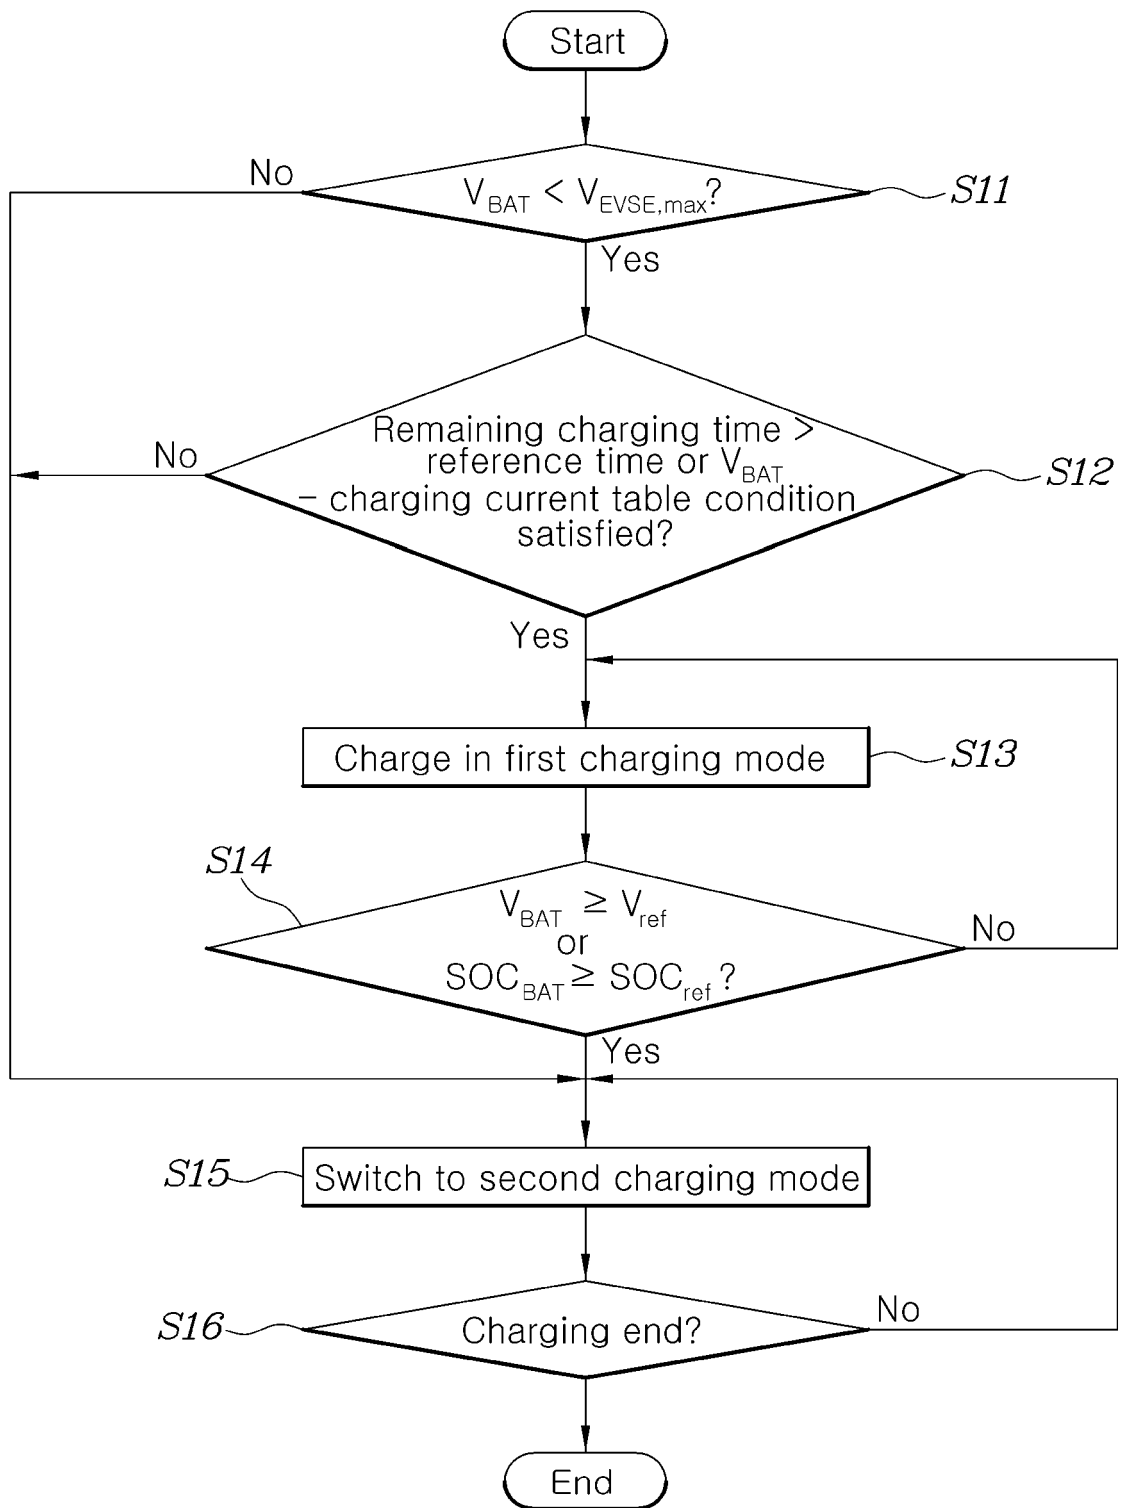 Start
No
V_BAT < V_EVSE,max?
S11
Yes
Remaining charging time >
reference time or V_BAT
– charging current table condition
satisfied?
No
S12
Yes
Charge in first charging mode
S13
S14
V_BAT ≥ V_ref
or
SOC_BAT ≥ SOC_ref ?
No
Yes
S15
Switch to second charging mode
S16
Charging end?
No
End